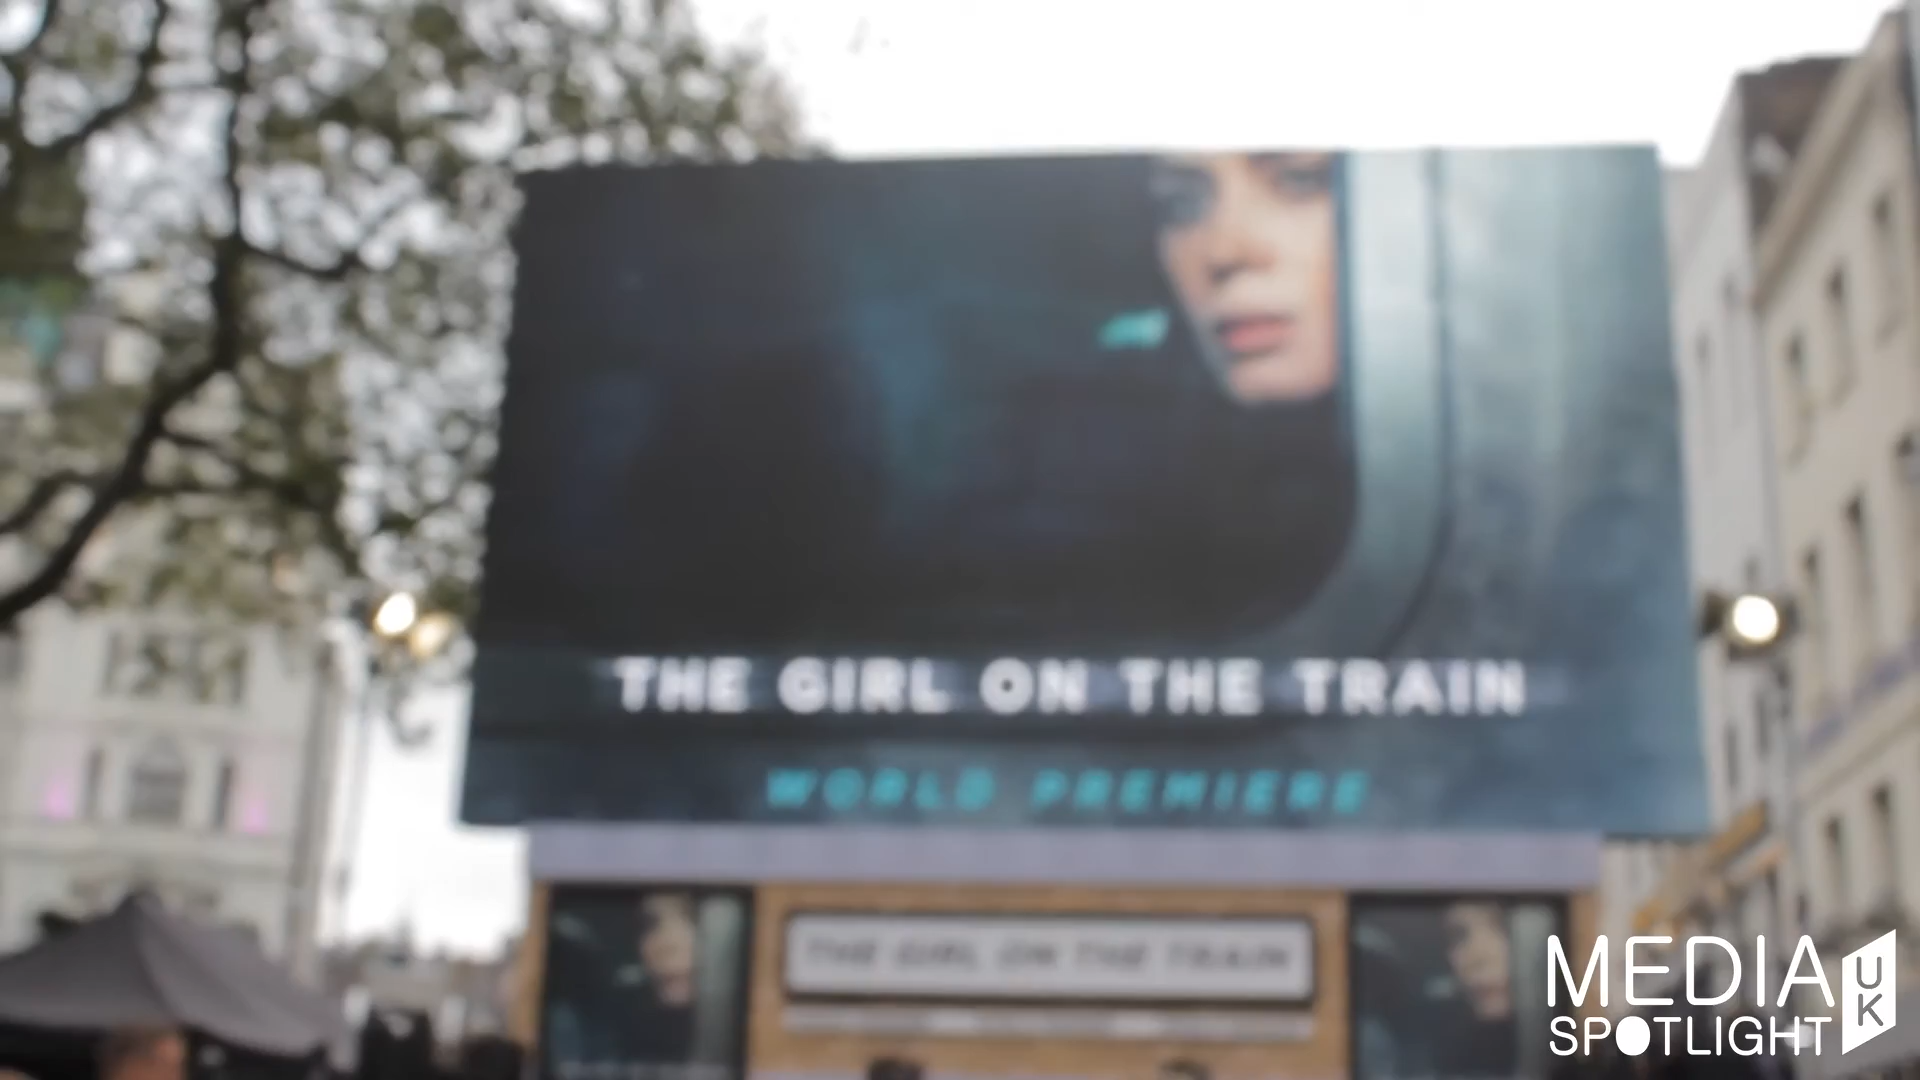 THE GIRL ON THE TRAIN
WORLD PREMIERE
THE GIRL ON THE TRAIN
MEDIA
SPOTLIGHT
UK